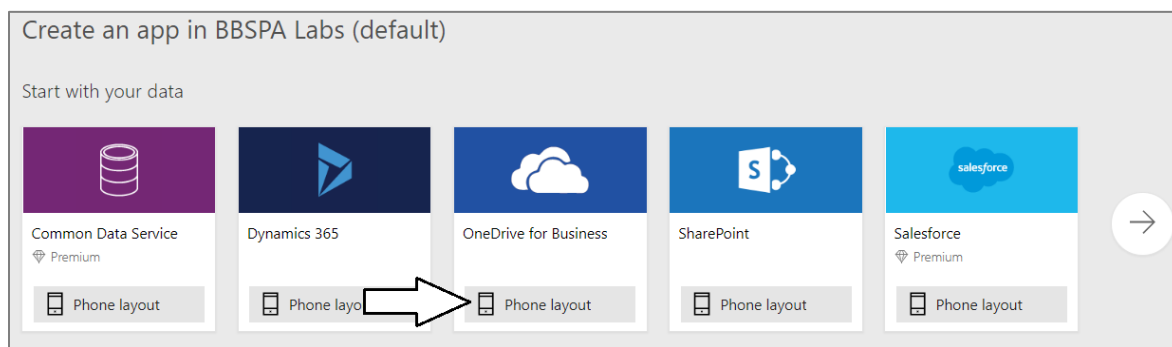 Create an app in BBSPA Labs (default)
Start with your data
Common Data Service
Premium
Phone layout
Dynamics 365
Phone layo
OneDrive for Business
Phone layout
S
SharePoint
Phone layout
salesforce
Salesforce
Premium
Phone layout